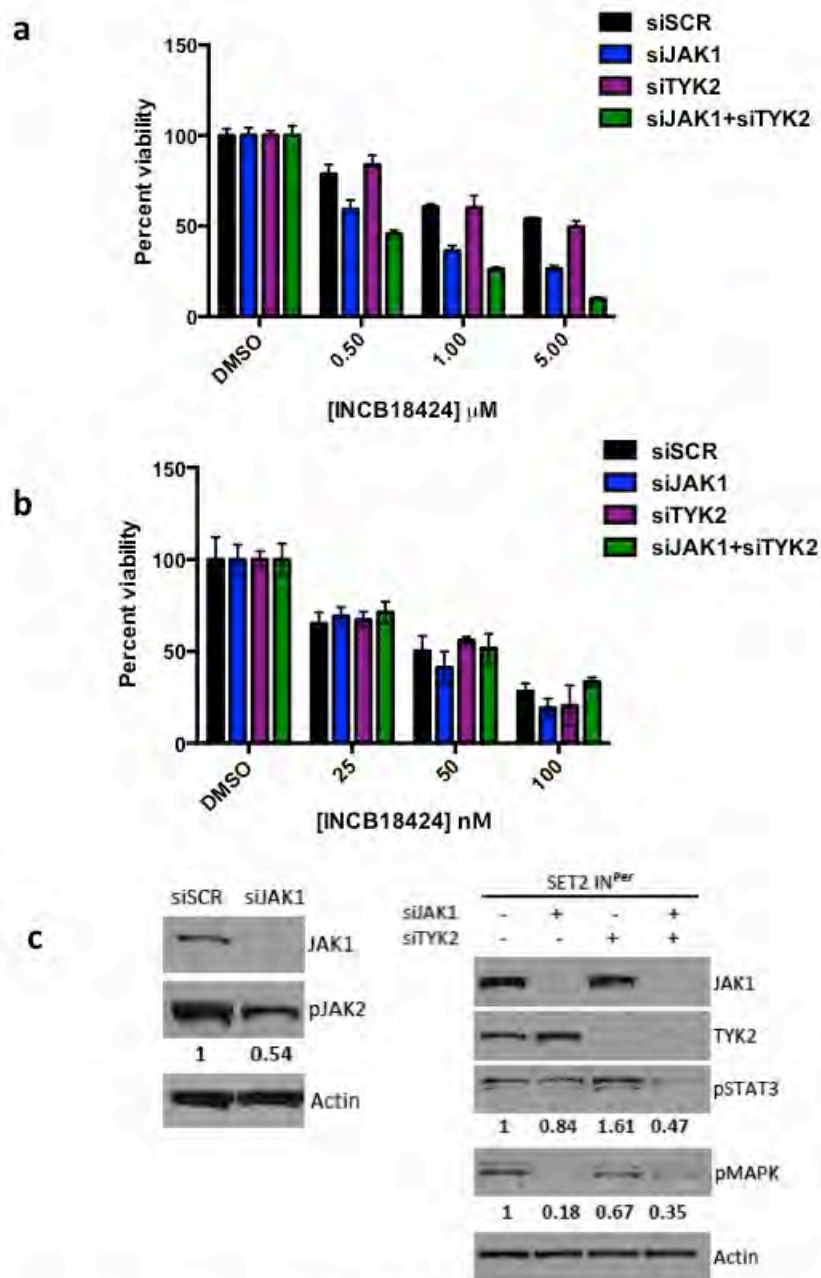 a
siSCR
siJAK1
siTYK2
siJAK1+siTYK2
150
100
50
0
Percent viability
DMSO
0.50
1.00
5.00
[INCB18424] µM
b
siSCR
siJAK1
siTYK2
siJAK1+siTYK2
150
100
50
0
Percent viability
DMSO
25
50
100
[INCB18424] nM
c
siSCR siJAK1
JAK1
pJAK2
1 0.54
Actin
SET2 IN^Per
siJAK1 - + - +
siTYK2 - - + +
JAK1
TYK2
pSTAT3
1 0.84 1.61 0.47
pMAPK
1 0.18 0.67 0.35
Actin